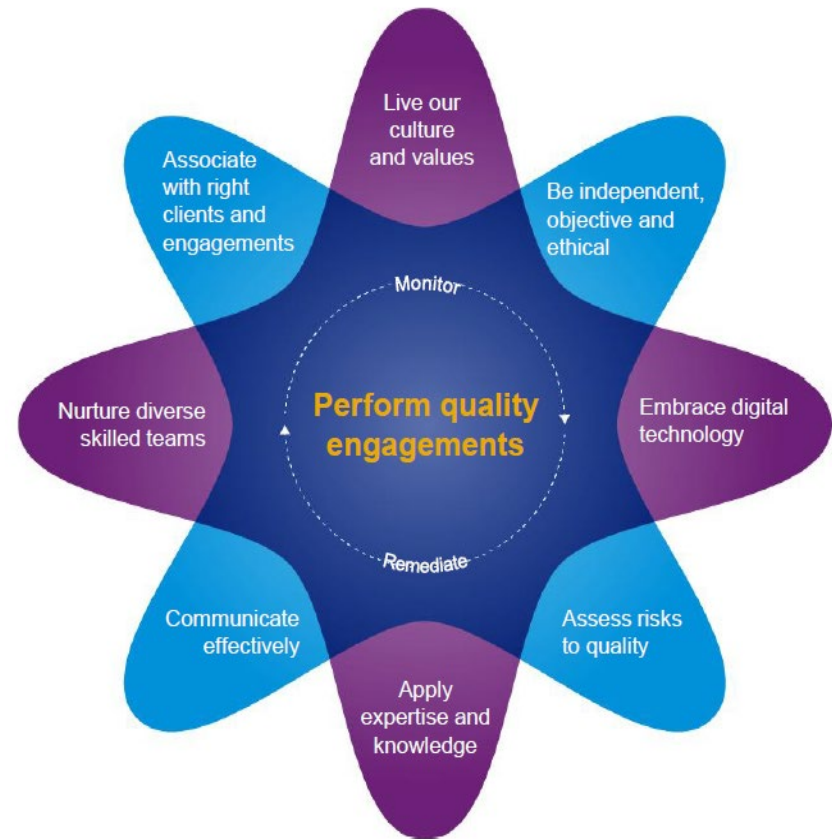 Live our
culture
and values
Be independent,
objective and
ethical
Embrace digital
technology
Assess risks
to quality
Apply
expertise and
knowledge
Communicate
effectively
Nurture diverse
skilled teams
Associate
with right
clients and
engagements
Monitor
Perform quality
engagements
Remediate